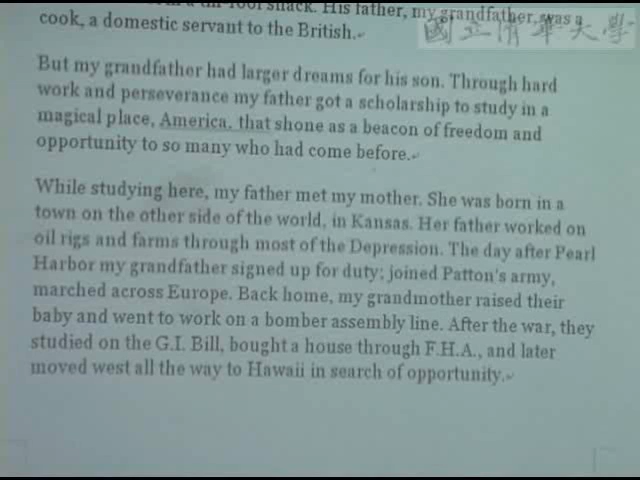 shack. His father, my grandfather, was a
國立清華大學
cook, a domestic servant to the British.
But my grandfather had larger dreams for his son. Through hard
work and perseverance my father got a scholarship to study in a
magical place, America, that shone as a beacon of freedom and
opportunity to so many who had come before.
While studying here, my father met my mother. She was born in a
town on the other side of the world, in Kansas. Her father worked on
oil rigs and farms through most of the Depression. The day after Pearl
Harbor my grandfather signed up for duty; joined Patton's army,
marched across Europe. Back home, my grandmother raised their
baby and went to work on a bomber assembly line. After the war, they
studied on the G.I. Bill, bought a house through F.H.A., and later
moved west all the way to Hawaii in search of opportunity.